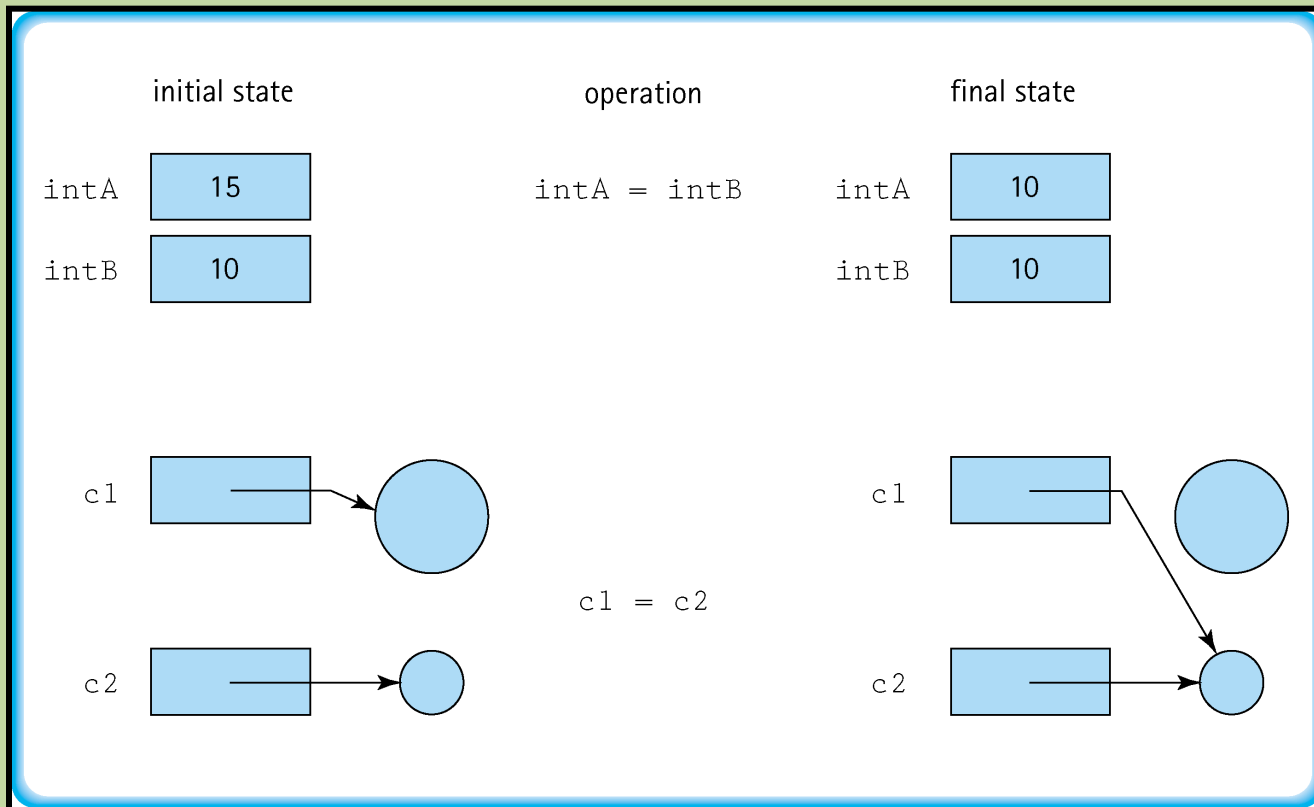 initial state operation final state
intA 15 intA = intB intA 10
intB 10 intB 10
c1 c1
c1 = c2
c2 c2